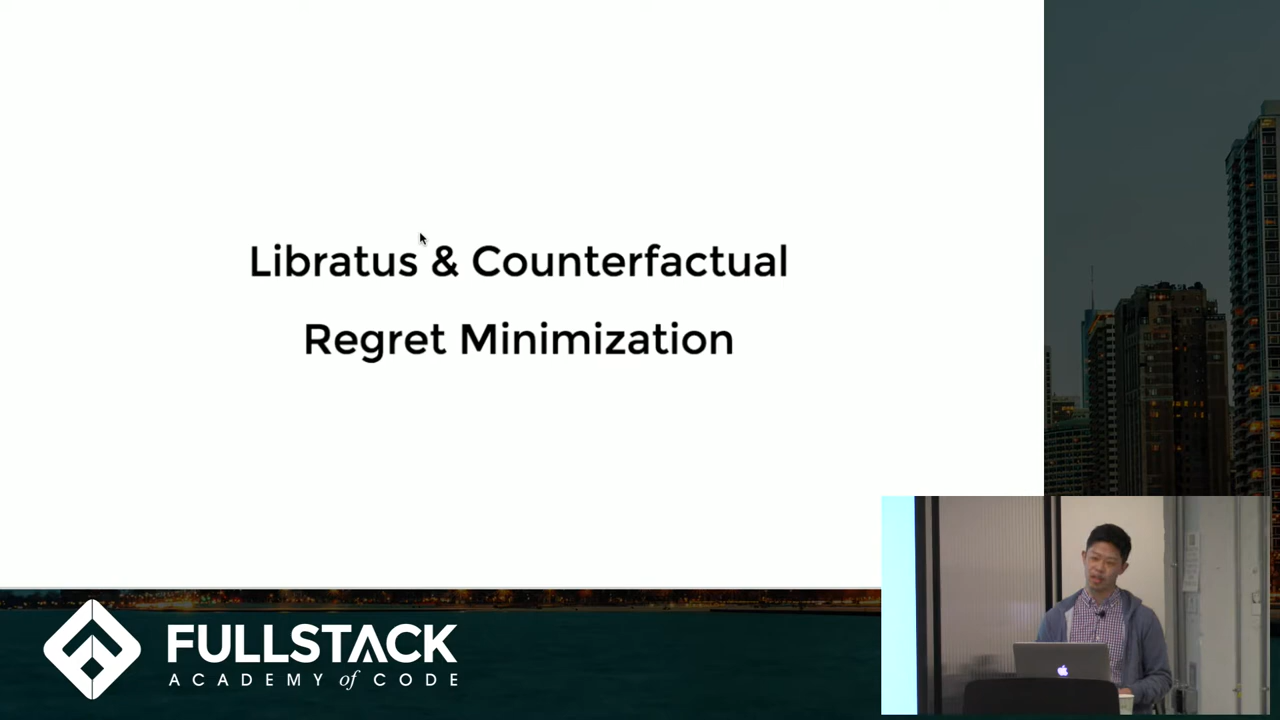 Libratus & Counterfactual
Regret Minimization
FULLSTACK
ACADEMY of CODE